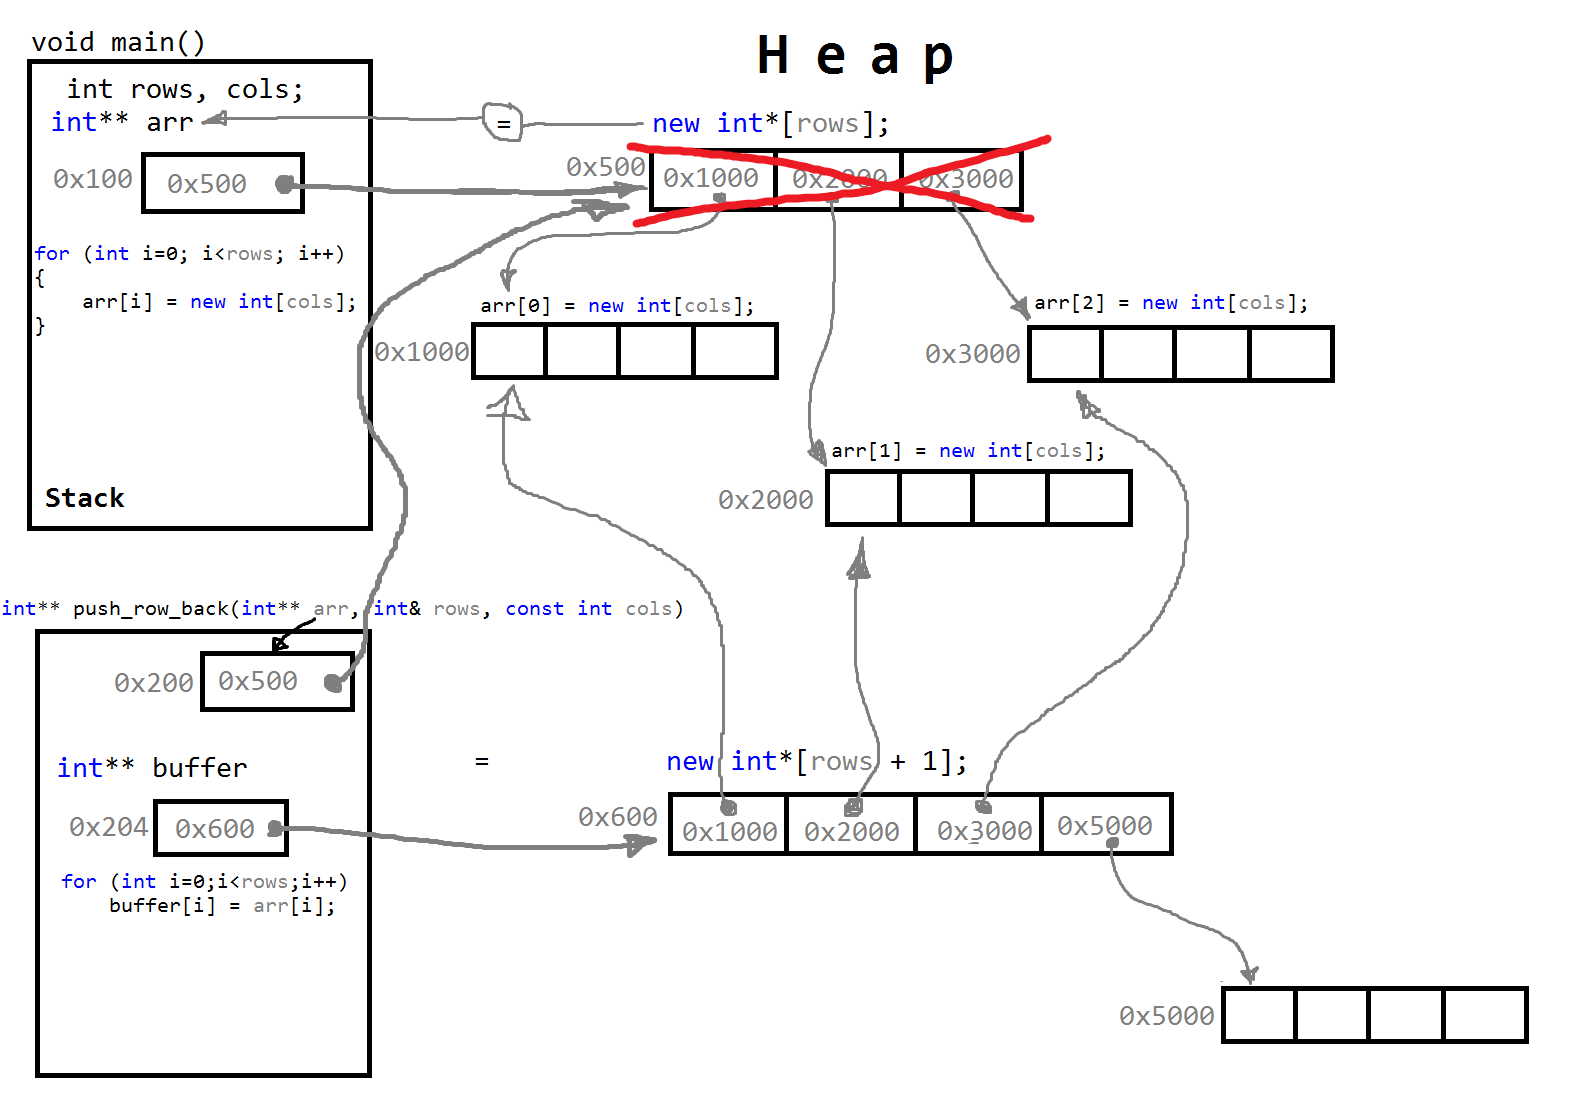 void main()
H e a p
int rows, cols;
int** arr
=
new int*[rows];
0x100
0x500
0x500
0x1000
0x2000
0x3000
for (int i=0; i<rows; i++)
{
arr[i] = new int[cols];
}
arr[0] = new int[cols];
arr[2] = new int[cols];
0x1000
0x3000
arr[1] = new int[cols];
0x2000
Stack
int** push_row_back(int** arr, int& rows, const int cols)
0x200
0x500
int** buffer
=
new int*[rows + 1];
0x204
0x600
0x600
0x1000
0x2000
0x3000
0x5000
for (int i=0;i<rows;i++)
buffer[i] = arr[i];
0x5000